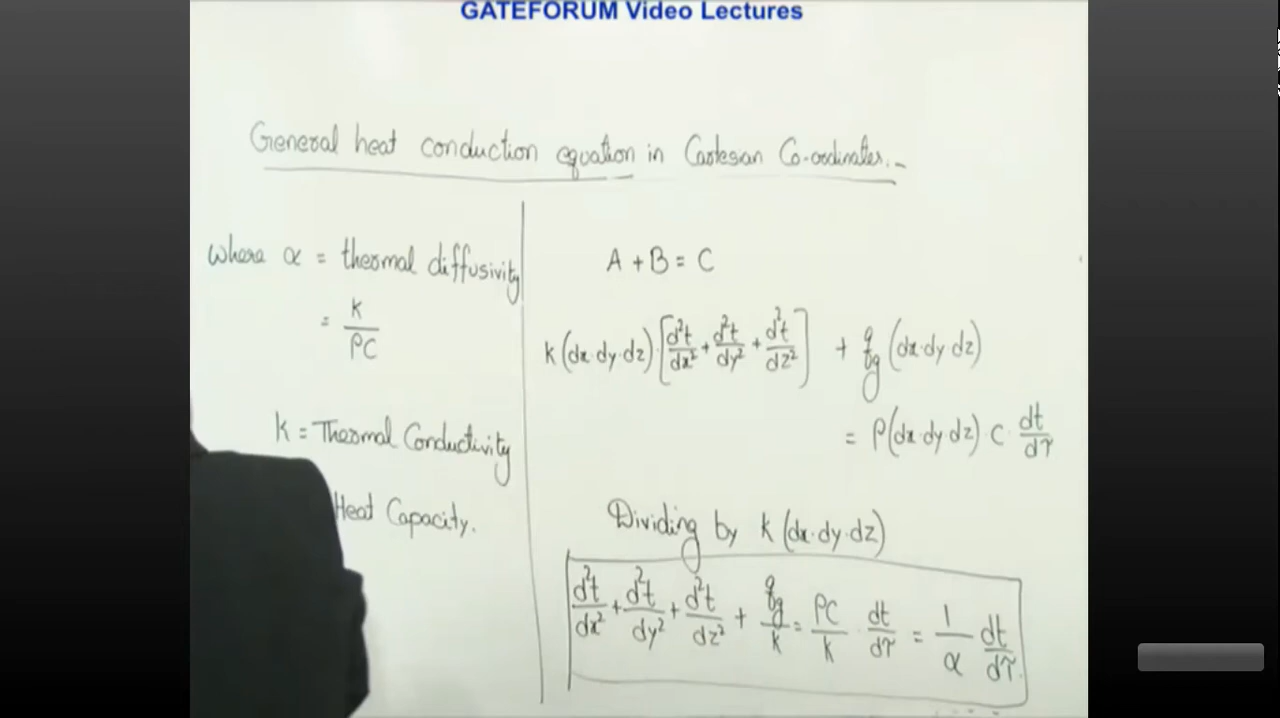 GATEFORUM Video Lectures
General heat conduction equation in Cartesian Co-ordinates.
where α = thermal diffusivity
= k/ρC
k = Thermal Conductivity
Heat Capacity.
A + B = C
k(dx·dy·dz)[d²t/dx² + d²t/dy² + d²t/dz²] + qg(dx·dy·dz)
= ρ(dx·dy·dz)·C·dt/dτ
Dividing by k(dx·dy·dz)
d²t/dx² + d²t/dy² + d²t/dz² + qg/k = ρC/k · dt/dτ = 1/α dt/dτ.